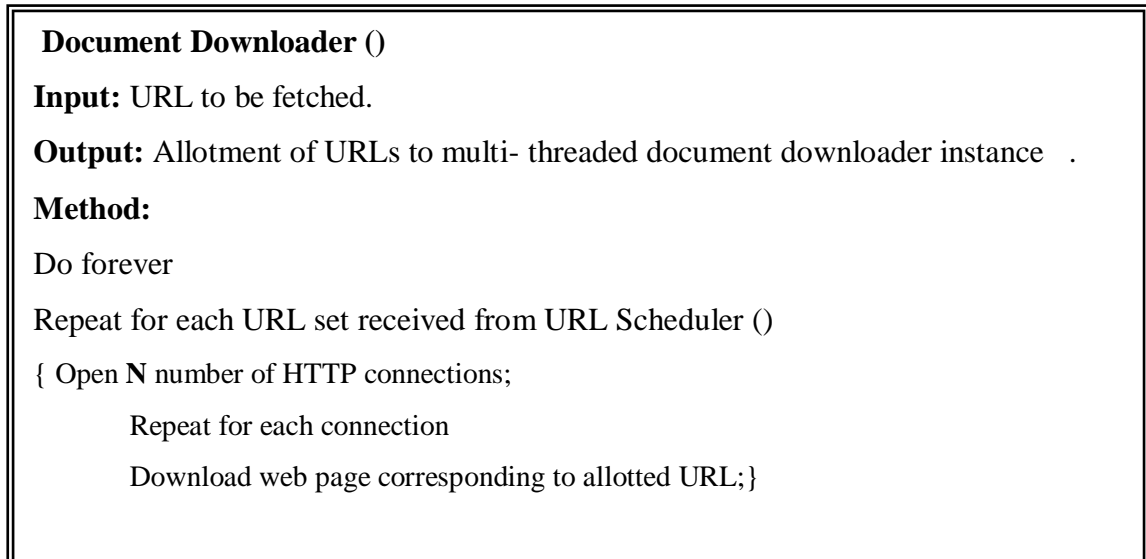 Document Downloader ()
Input: URL to be fetched.
Output: Allotment of URLs to multi- threaded document downloader instance .
Method:
Do forever
Repeat for each URL set received from URL Scheduler ()
{ Open N number of HTTP connections;
Repeat for each connection
Download web page corresponding to allotted URL;}